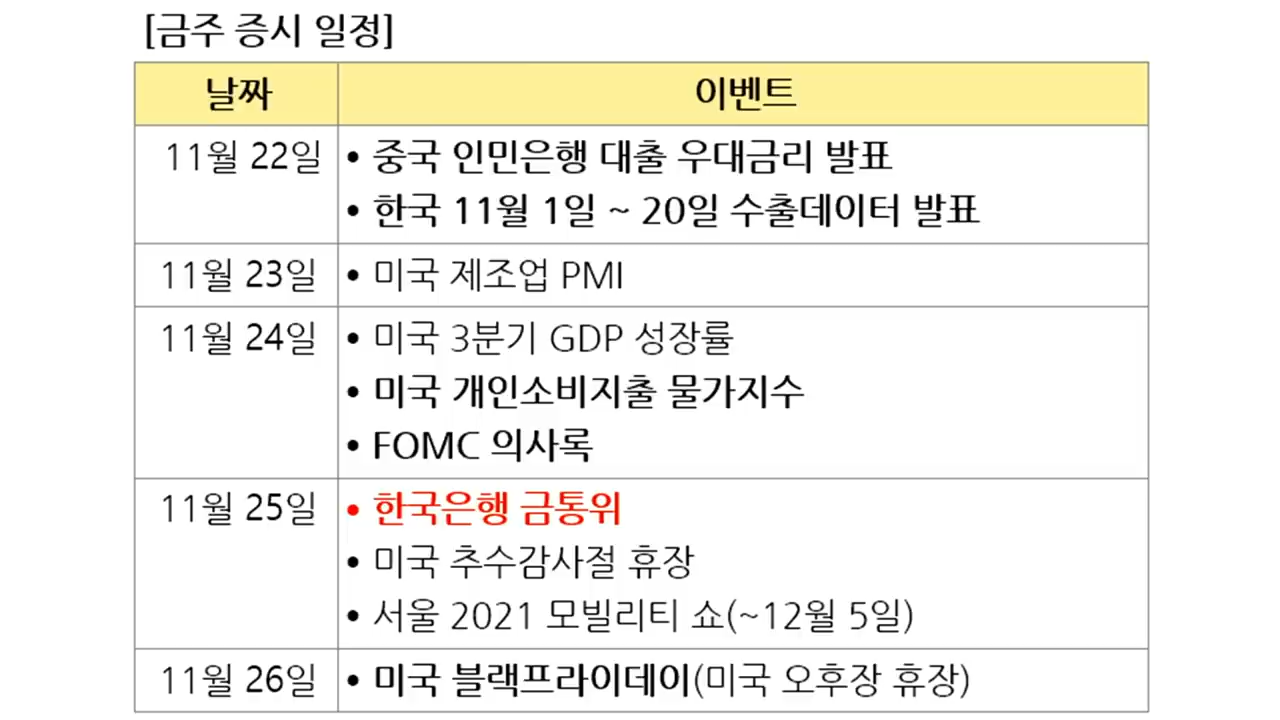 [금주 증시 일정]
날짜 이벤트
11월 22일 • 중국 인민은행 대출 우대금리 발표
• 한국 11월 1일 ~ 20일 수출데이터 발표
11월 23일 • 미국 제조업 PMI
11월 24일 • 미국 3분기 GDP 성장률
• 미국 개인소비지출 물가지수
• FOMC 의사록
11월 25일 • 한국은행 금통위
• 미국 추수감사절 휴장
• 서울 2021 모빌리티 쇼(~12월 5일)
11월 26일 • 미국 블랙프라이데이(미국 오후장 휴장)